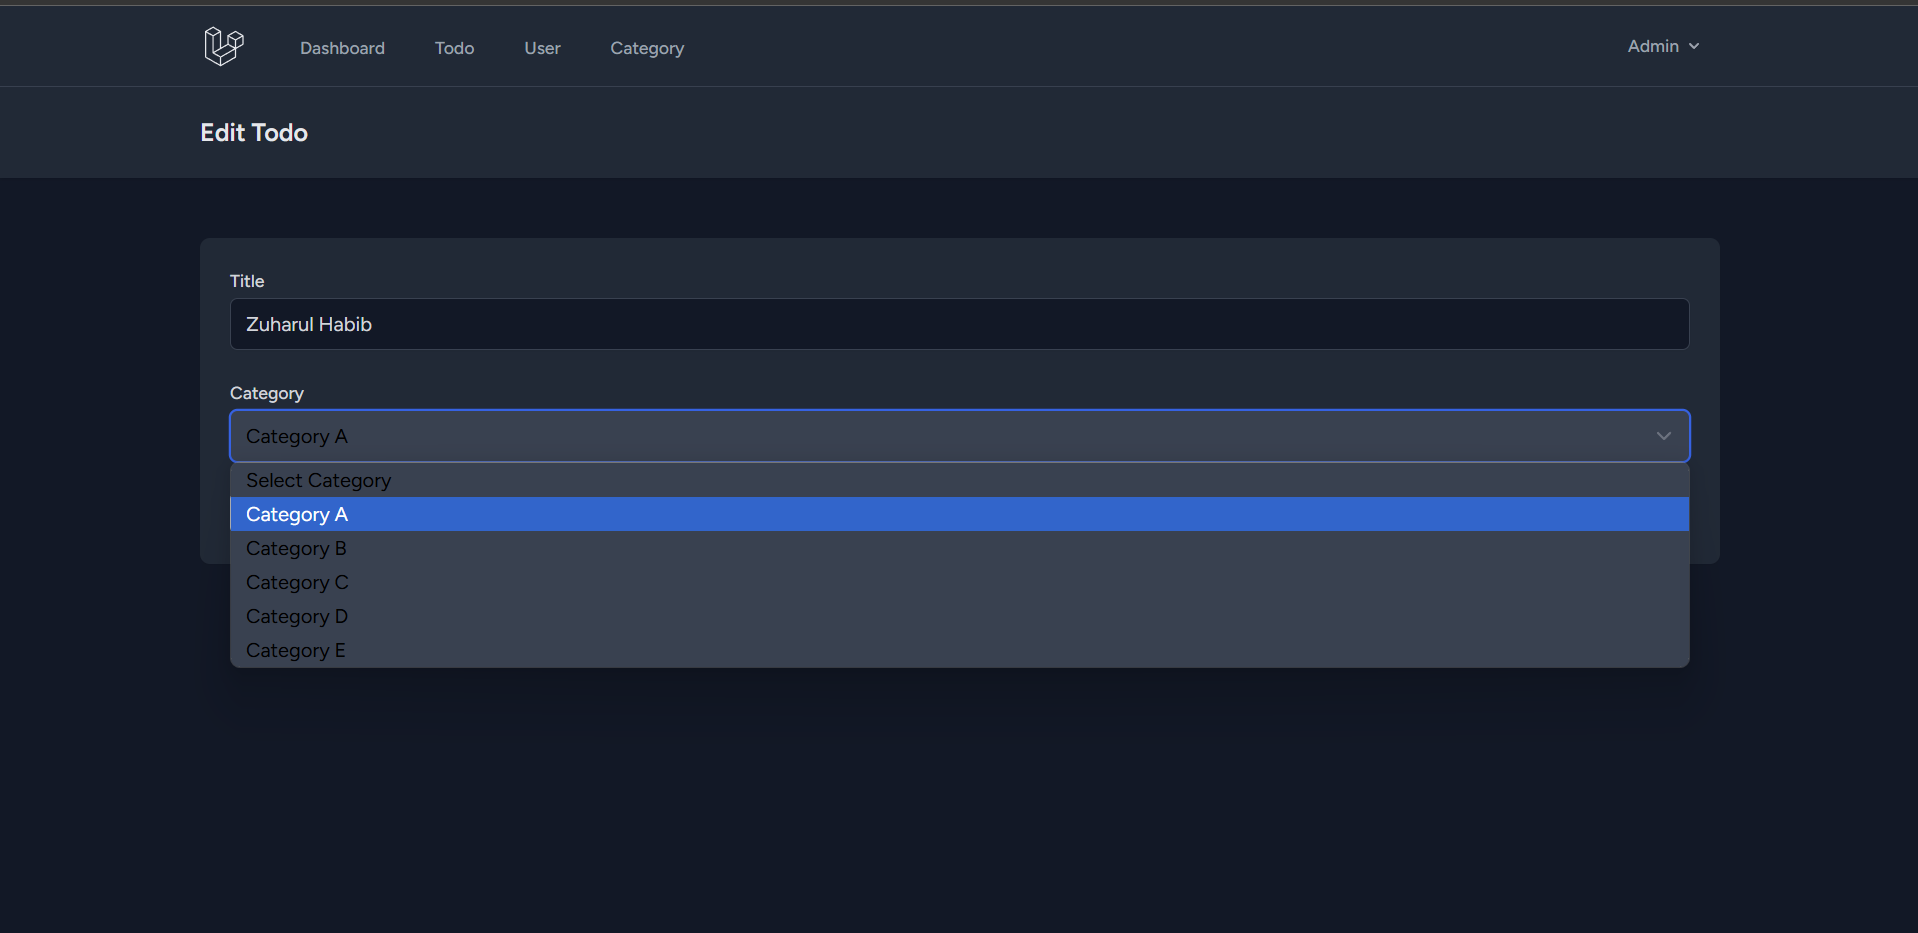 Dashboard Todo User Category Admin
Edit Todo
Title
Zuharul Habib
Category
Category A
Select Category
Category A
Category B
Category C
Category D
Category E